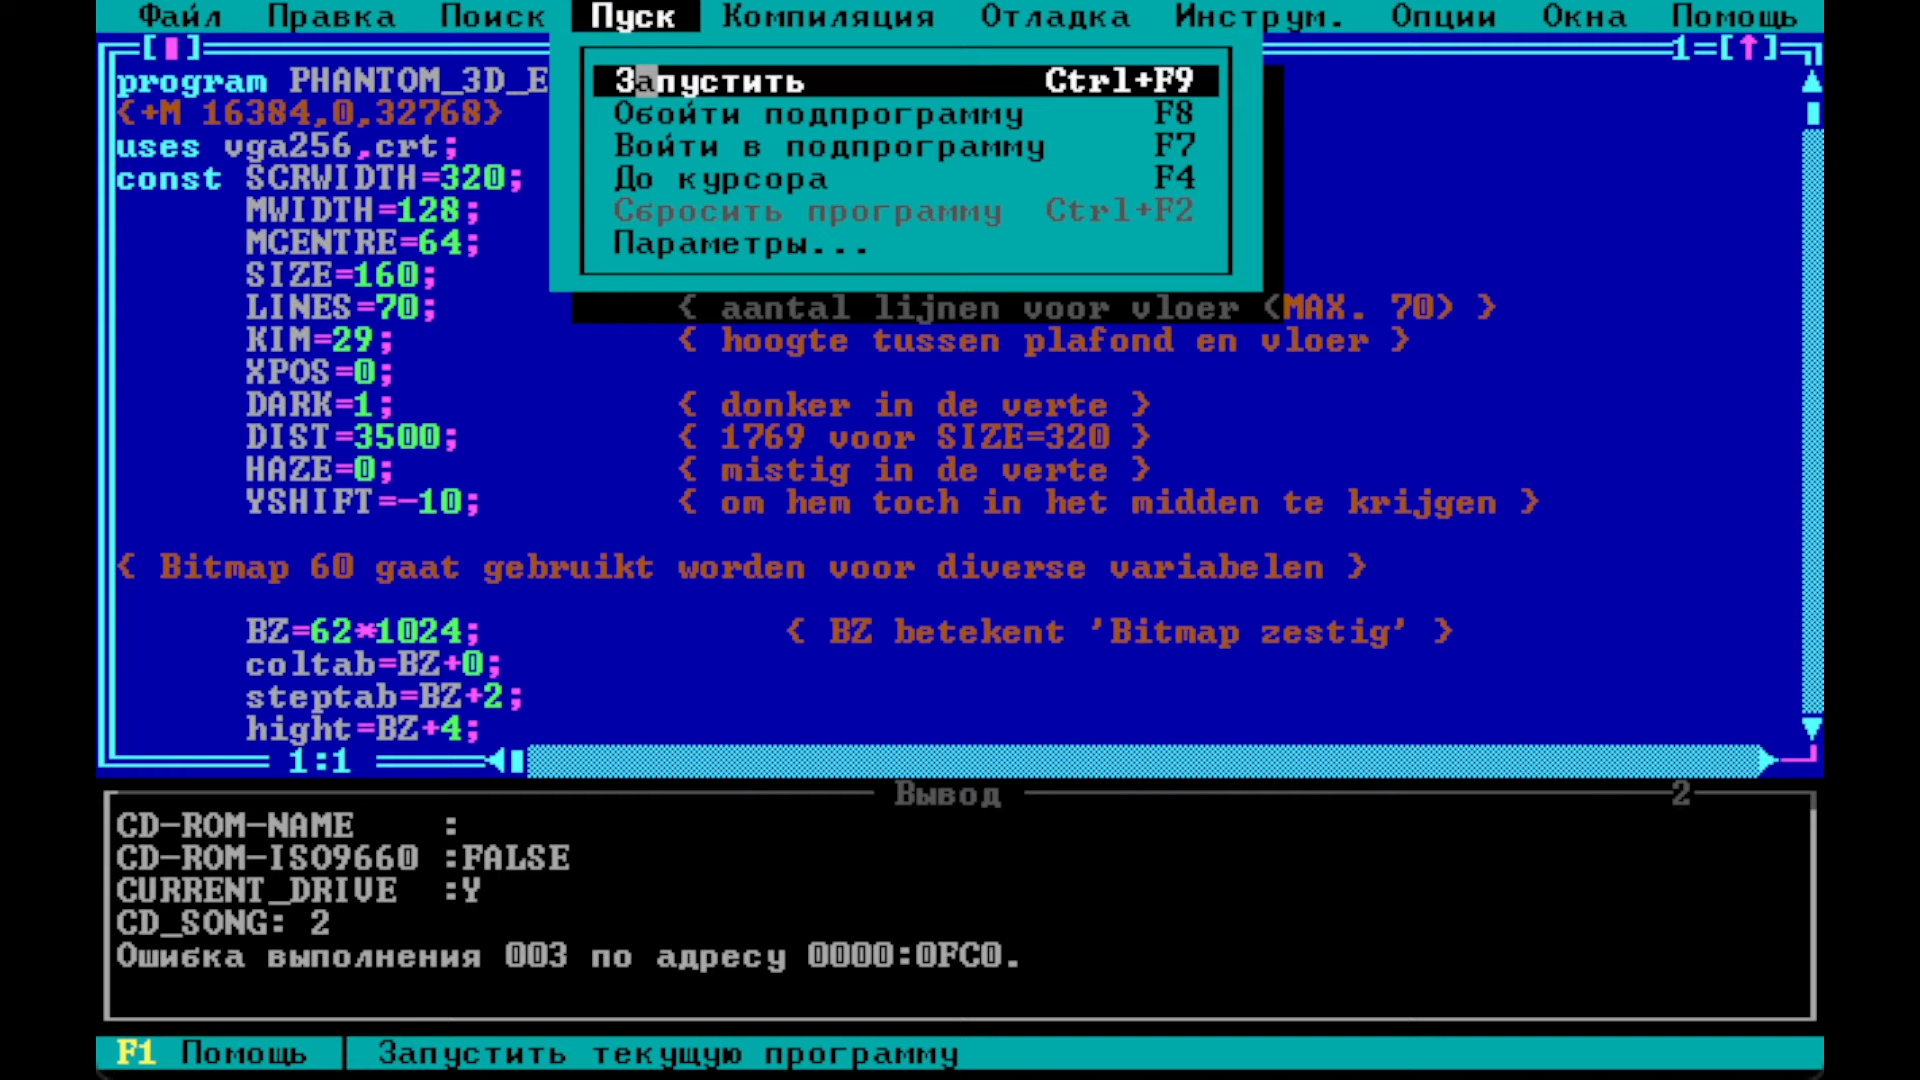 Файл Правка Поиск Пуск Компиляция Отладка Инструм. Опции Окна Помощь
1=[↑]
Запустить Ctrl+F9
Обойти подпрограмму F8
Войти в подпрограмму F7
До курсора F4
Сбросить программу Ctrl+F2
Параметры...
program PHANTOM_3D_E
{+M 16384,0,32768}
uses vga256,crt;
const SCRWIDTH=320;
MWIDTH=128;
MCENTRE=64;
SIZE=160;
LINES=70; { aantal lijnen voor vloer (MAX. 70) }
KIM=29; { hoogte tussen plafond en vloer }
XPOS=0;
DARK=1; { donker in de verte }
DIST=3500; { 1769 voor SIZE=320 }
HAZE=0; { mistig in de verte }
YSHIFT=-10; { om hem toch in het midden te krijgen }
{ Bitmap 60 gaat gebruikt worden voor diverse variabelen }
BZ=62*1024; { BZ betekent 'Bitmap zestig' }
coltab=BZ+0;
steptab=BZ+2;
hight=BZ+4;
1:1
Вывод 2
CD-ROM-NAME :
CD-ROM-ISO9660 :FALSE
CURRENT_DRIVE :Y
CD_SONG: 2
Ошибка выполнения 003 по адресу 0000:0FC0.
F1 Помощь Запустить текущую программу